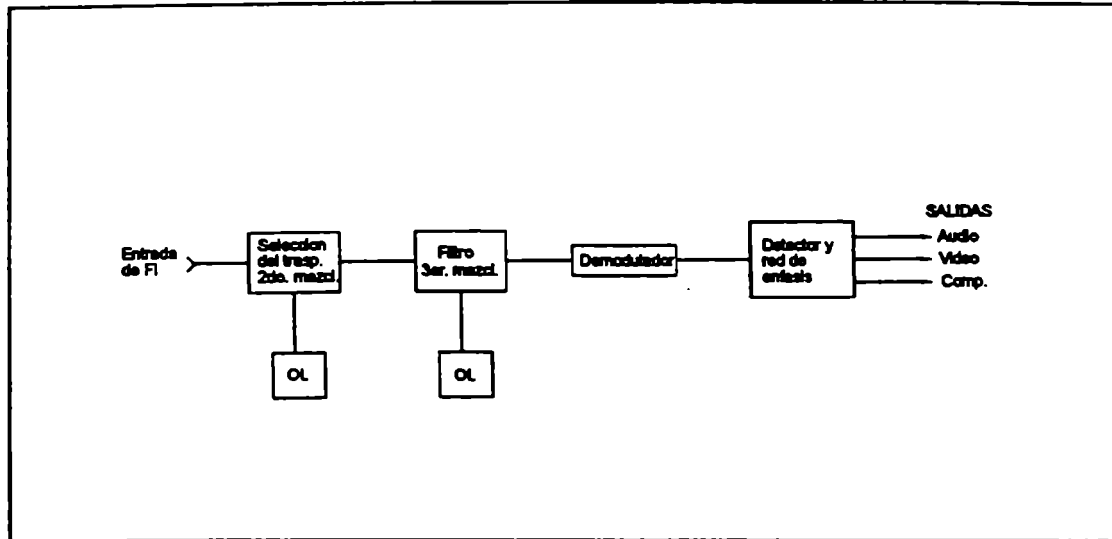 SALIDAS
Entrada
de FI
Seleccion
del trasp.
2do. mezcl.
Filtro
3er. mezcl.
Demodulador
Detector y
red de
enfasis
Audio
Video
Comp.
OL
OL